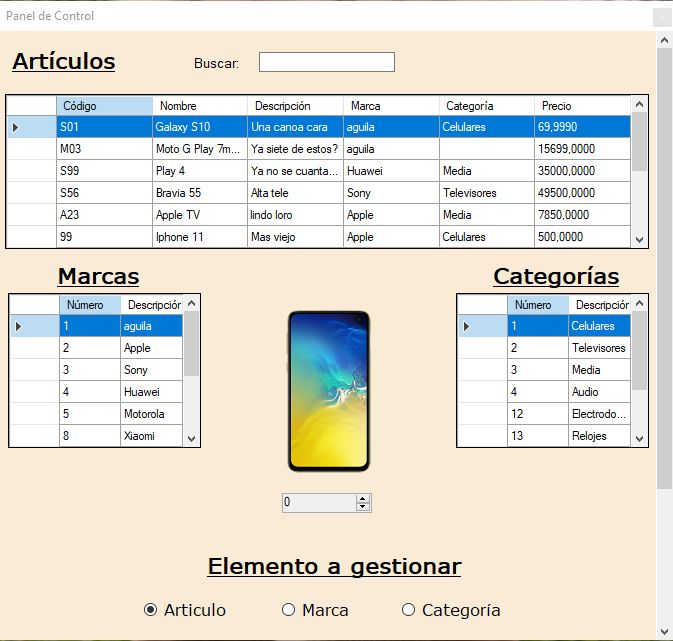 Panel de Control
Artículos Buscar:
Código Nombre Descripción Marca Categoría Precio
S01 Galaxy S10 Una canoa cara aguila Celulares 69,9990
M03 Moto G Play 7m... Ya siete de estos? aguila 15699,0000
S99 Play 4 Ya no se cuanta... Huawei Media 35000,0000
S56 Bravia 55 Alta tele Sony Televisores 49500,0000
A23 Apple TV lindo loro Apple Media 7850,0000
99 Iphone 11 Mas viejo Apple Celulares 500,0000
Marcas
Número Descripción
1 aguila
2 Apple
3 Sony
4 Huawei
5 Motorola
8 Xiaomi
Categorías
Número Descripción
1 Celulares
2 Televisores
3 Media
4 Audio
12 Electrodo...
13 Relojes
0
Elemento a gestionar
Articulo Marca Categoría